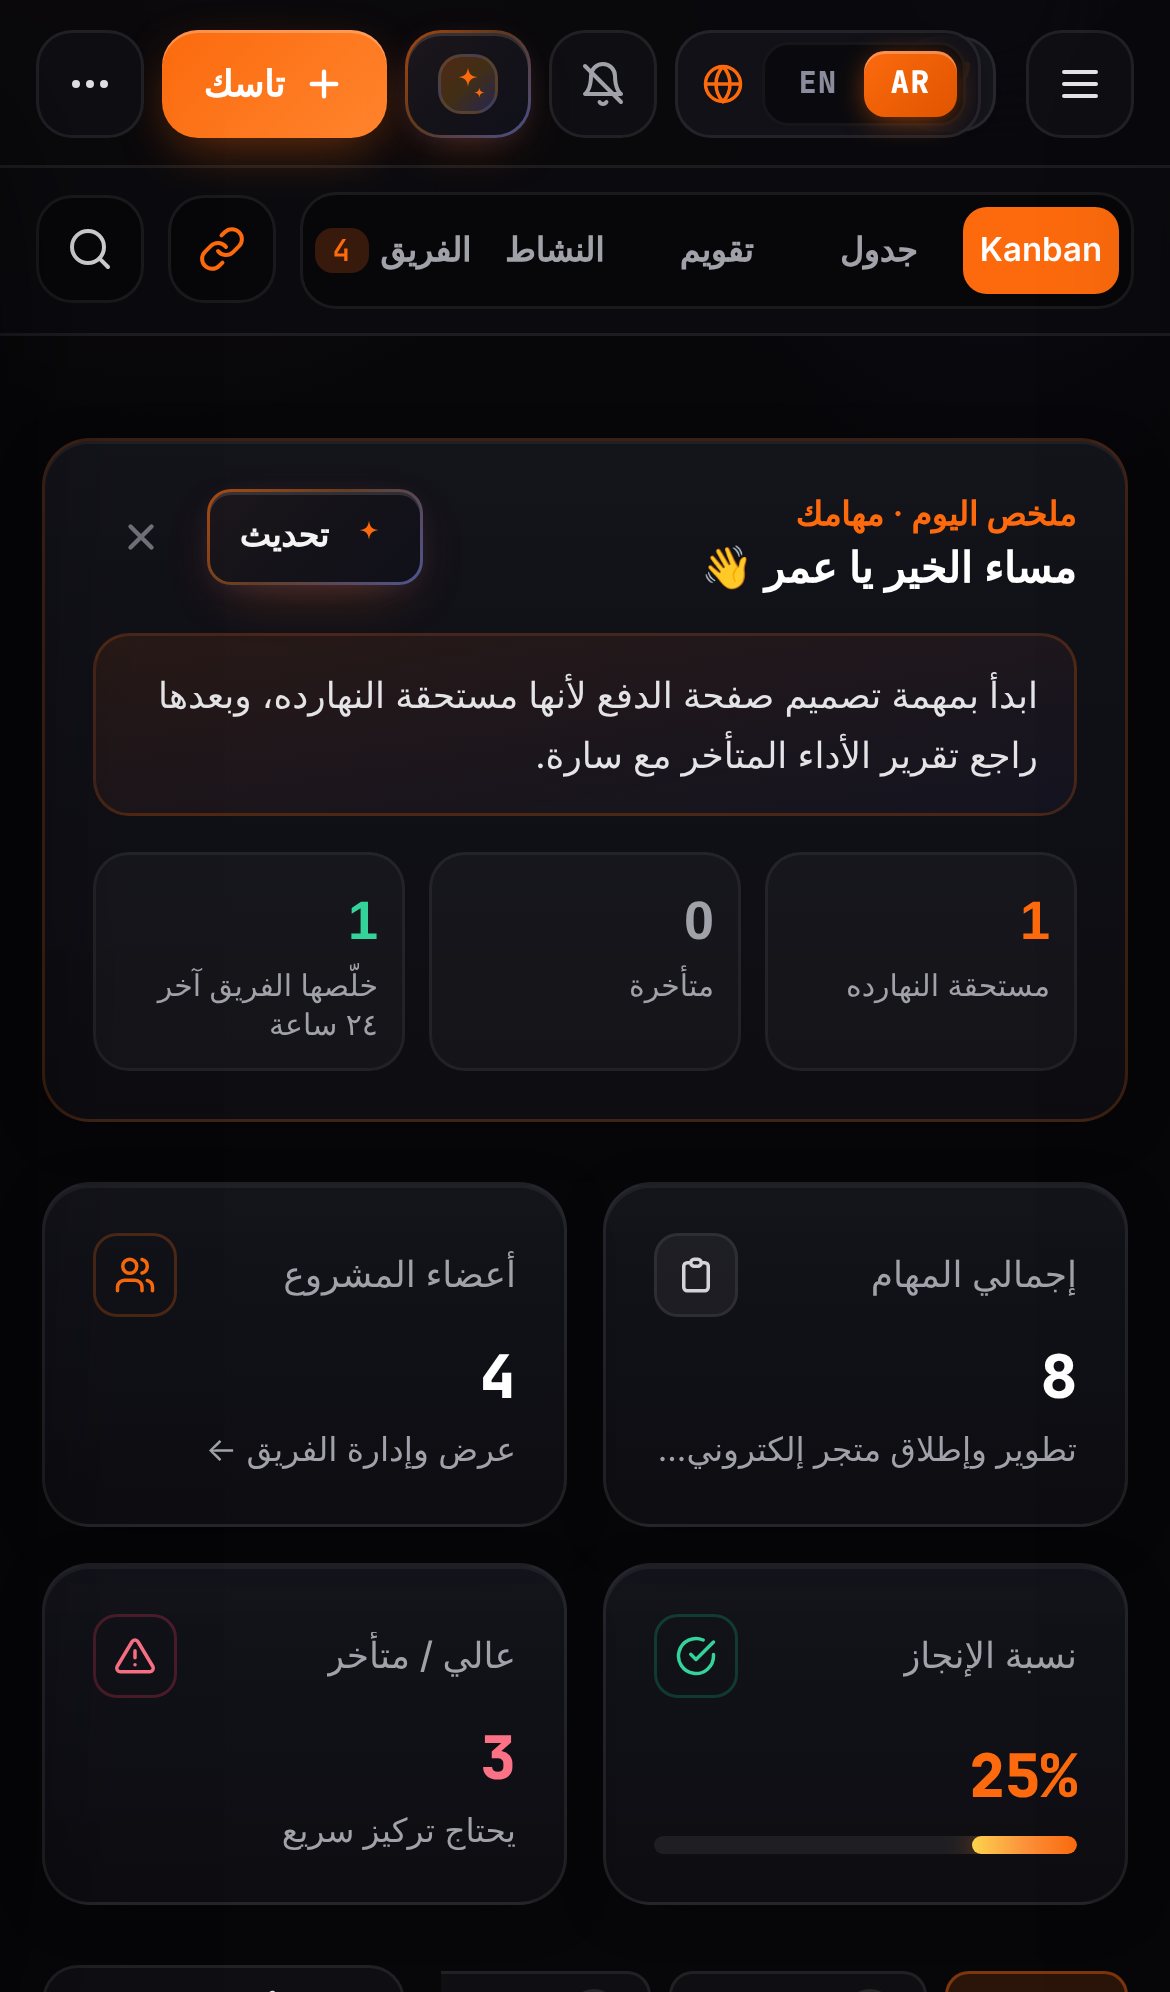 AR EN
+ تاسك
Kanban جدول تقويم النشاط الفريق 4
ملخص اليوم · مهامك
مساء الخير يا عمر 👋
تحديث
ابدأ بمهمة تصميم صفحة الدفع لأنها مستحقة النهارده، وبعدها
راجع تقرير الأداء المتأخر مع سارة.
1
مستحقة النهارده
0
متأخرة
1
خلّصها الفريق آخر
٢٤ ساعة
إجمالي المهام
8
تطوير وإطلاق متجر إلكتروني...
أعضاء المشروع
4
عرض وإدارة الفريق ←
نسبة الإنجاز
25%
عالي / متأخر
3
يحتاج تركيز سريع